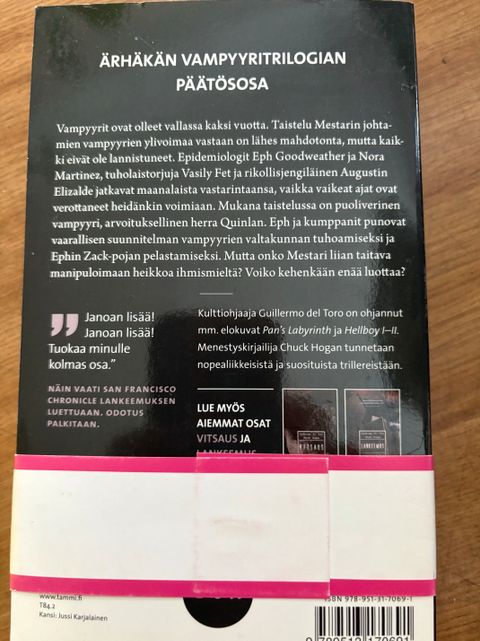 ÄRHÄKÄN VAMPYYRITRILOGIAN
PÄÄTÖSOSA
Vampyyrit ovat olleet vallassa kaksi vuotta. Taistelu Mestarin johta-
mien vampyyrien ylivoimaa vastaan on lähes mahdotonta, mutta kaik-
ki eivät ole lannistuneet. Epidemiologit Eph Goodweather ja Nora
Martinez, tuholaistorjuja Vasily Fet ja rikollisjengiläinen Augustin
Elizalde jatkavat maanalaista vastarintaansa, vaikka vaikeat ajat ovat
verottaneet heidänkin voimiaan. Mukana taistelussa on puoliverinen
vampyyri, arvoituksellinen herra Quinlan. Eph ja kumppanit punovat
vaarallisen suunnitelman vampyyrien valtakunnan tuhoamiseksi ja
Ephin Zack-pojan pelastamiseksi. Mutta onko Mestari liian taitava
manipuloimaan heikkoa ihmismieltä? Voiko kehenkään enää luottaa?
” Janoan lisää!
Janoan lisää!
Tuokaa minulle
kolmas osa.”
NÄIN VAATI SAN FRANCISCO
CHRONICLE LANKEEMUKSEN
LUETTUAAN. ODOTUS
PALKITAAN.
Kulttiohjaaja Guillermo del Toro on ohjannut
mm. elokuvat Pan's Labyrinth ja Hellboy I–II.
Menestyskirjailija Chuck Hogan tunnetaan
nopealiikkeisistä ja suosituista trillereistään.
LUE MYÖS
AIEMMAT OSAT
VITSAUS JA
LANKEEMUS
VITSAUS
LANKEEMUS
www.tammi.fi
T84.2
Kansi: Jussi Karjalainen
ISBN 978-951-31-7069-1